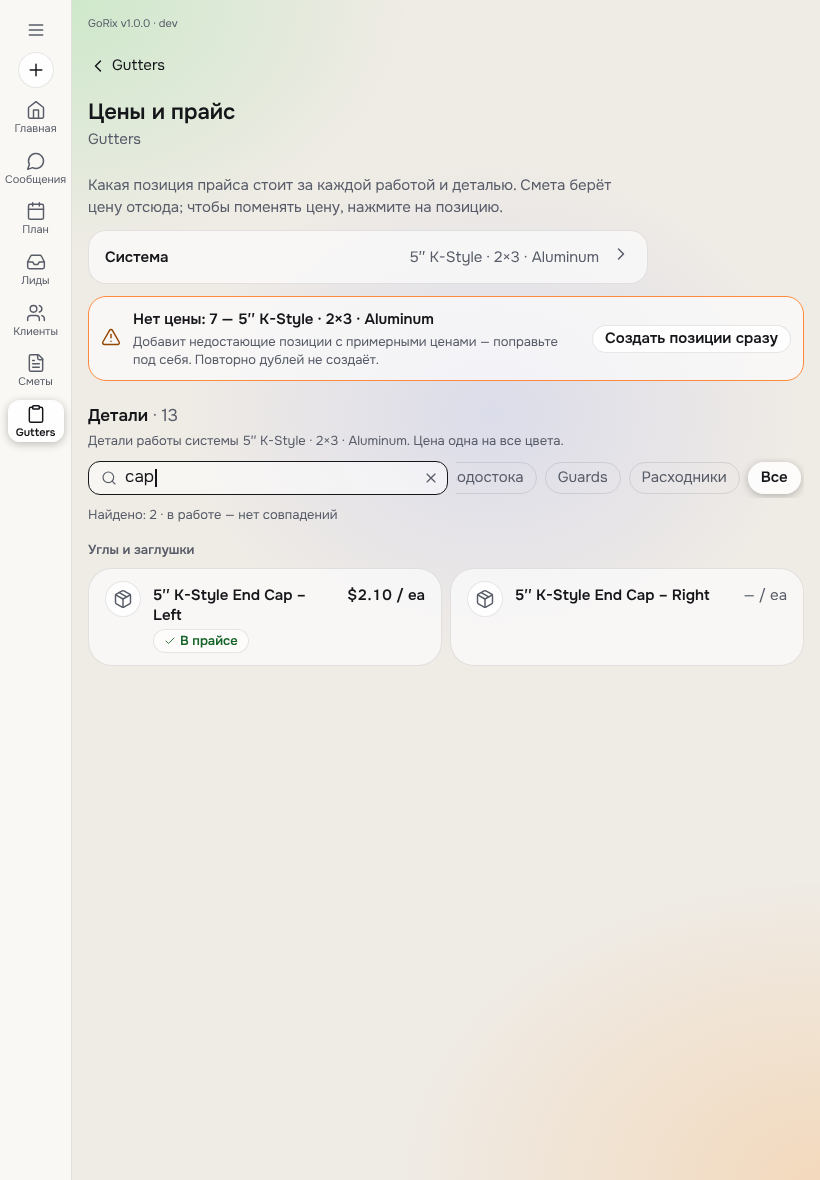 GoRix v1.0.0 · dev
Gutters
Главная
Сообщения
План
Лиды
Клиенты
Сметы
Gutters
Цены и прайс
Gutters
Какая позиция прайса стоит за каждой работой и деталью. Смета берёт
цену отсюда; чтобы поменять цену, нажмите на позицию.
Система 5″ K-Style · 2×3 · Aluminum
Нет цены: 7 — 5″ K-Style · 2×3 · Aluminum
Добавит недостающие позиции с примерными ценами — поправьте
под себя. Повторно дублей не создаёт.
Создать позиции сразу
Детали · 13
Детали работы системы 5″ K-Style · 2×3 · Aluminum. Цена одна на все цвета.
cap одостока Guards Расходники Все
Найдено: 2 · в работе — нет совпадений
Углы и заглушки
5″ K-Style End Cap – $2.10 / ea
Left
В прайсе
5″ K-Style End Cap – Right — / ea